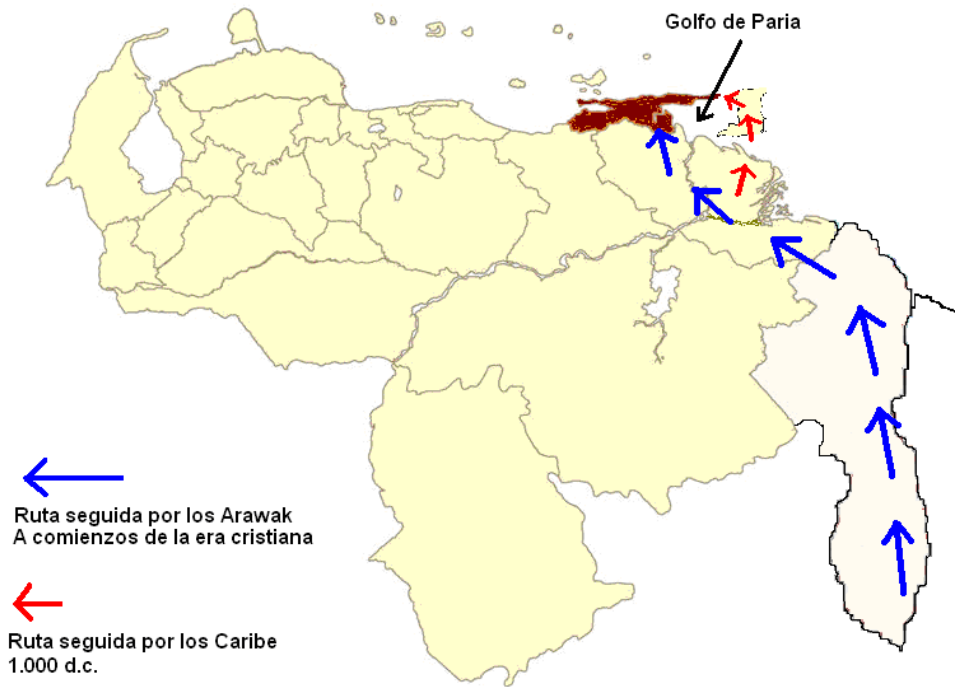 Golfo de Paria
Ruta seguida por los Arawak
A comienzos de la era cristiana
Ruta seguida por los Caribe
1.000 d.c.